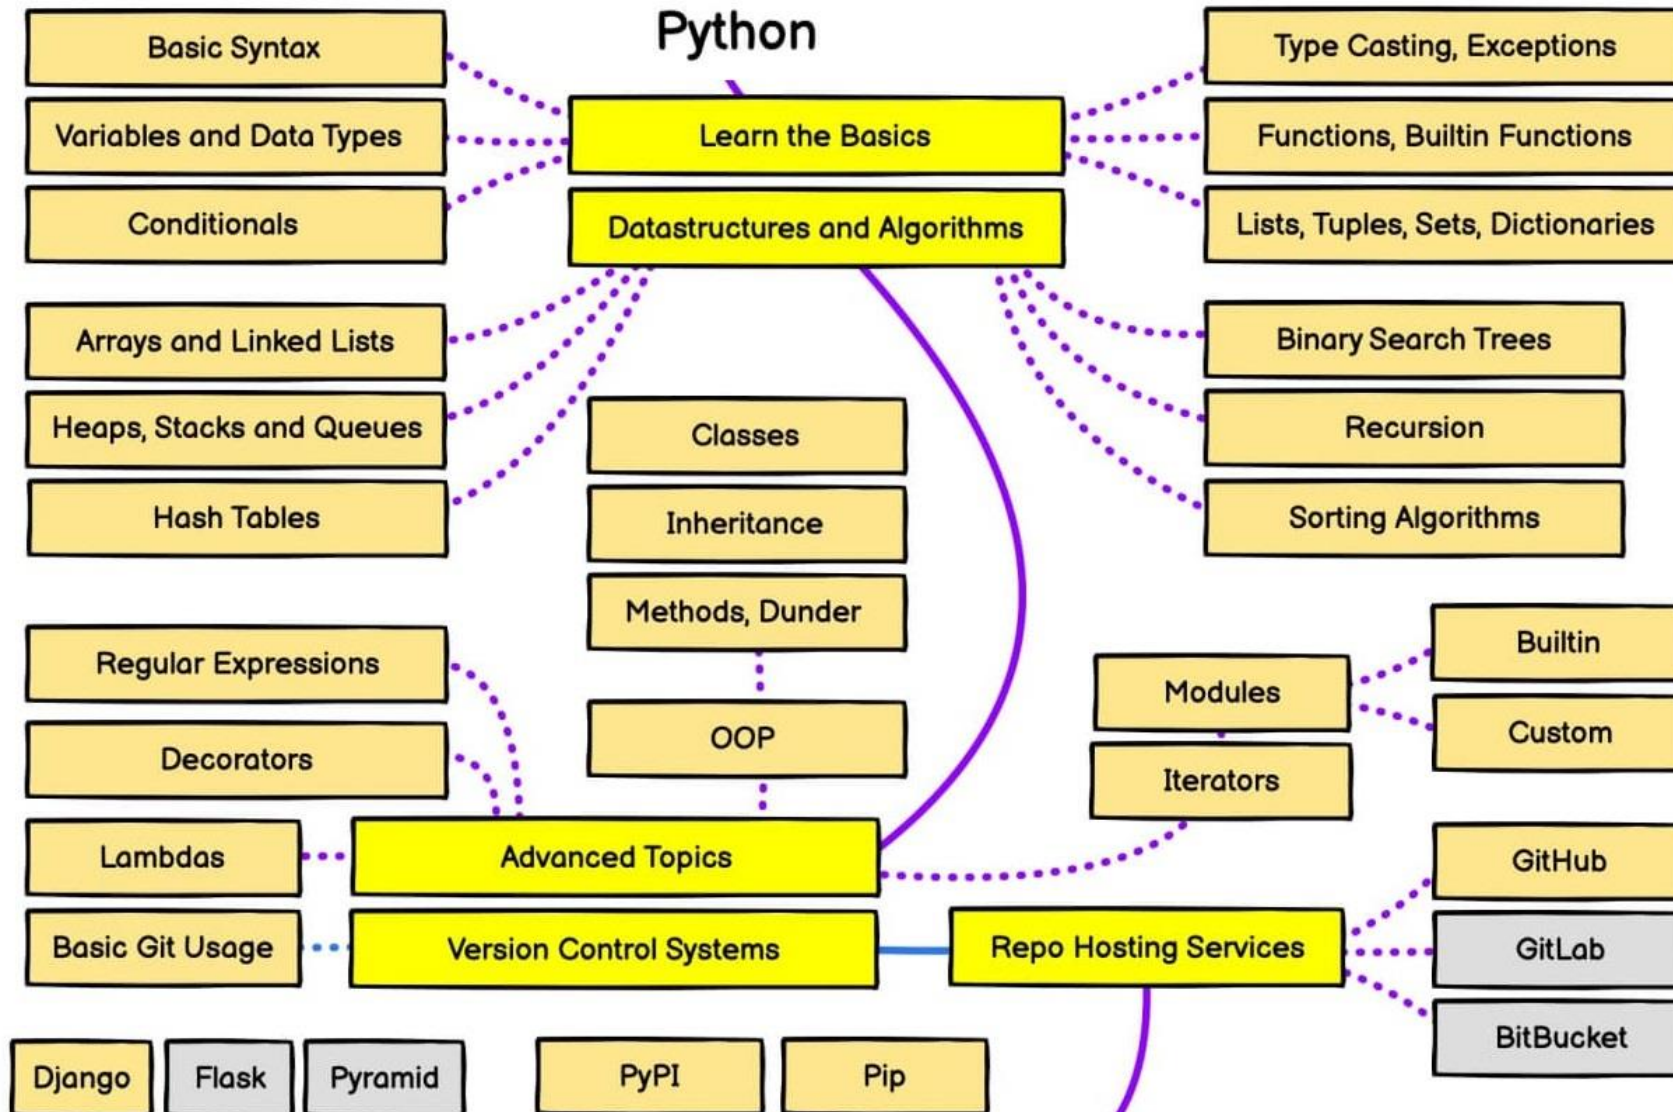 Python
Basic Syntax
Type Casting, Exceptions
Variables and Data Types
Learn the Basics
Functions, Builtin Functions
Conditionals
Datastructures and Algorithms
Lists, Tuples, Sets, Dictionaries
Arrays and Linked Lists
Binary Search Trees
Heaps, Stacks and Queues
Classes
Recursion
Hash Tables
Inheritance
Sorting Algorithms
Methods, Dunder
Regular Expressions
Builtin
Modules
Decorators
OOP
Custom
Iterators
Lambdas
Advanced Topics
GitHub
Basic Git Usage
Version Control Systems
Repo Hosting Services
GitLab
BitBucket
Django
Flask
Pyramid
PyPI
Pip